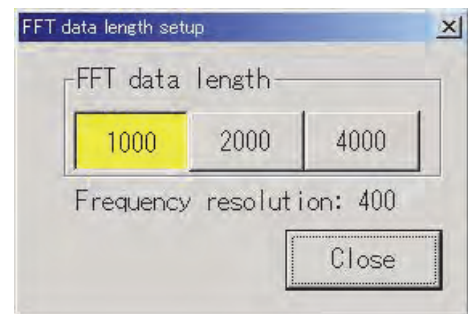 FFT data length setup
FFT data length
1000 2000 4000
Frequency resolution: 400
Close